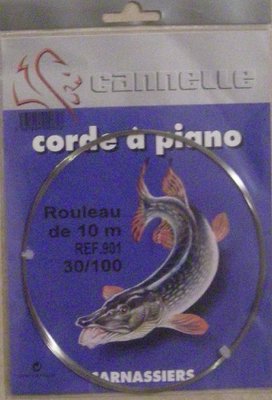 cannelle
corde à piano
Rouleau
de 10 m
REF.901
30/100
CARNASSIERS